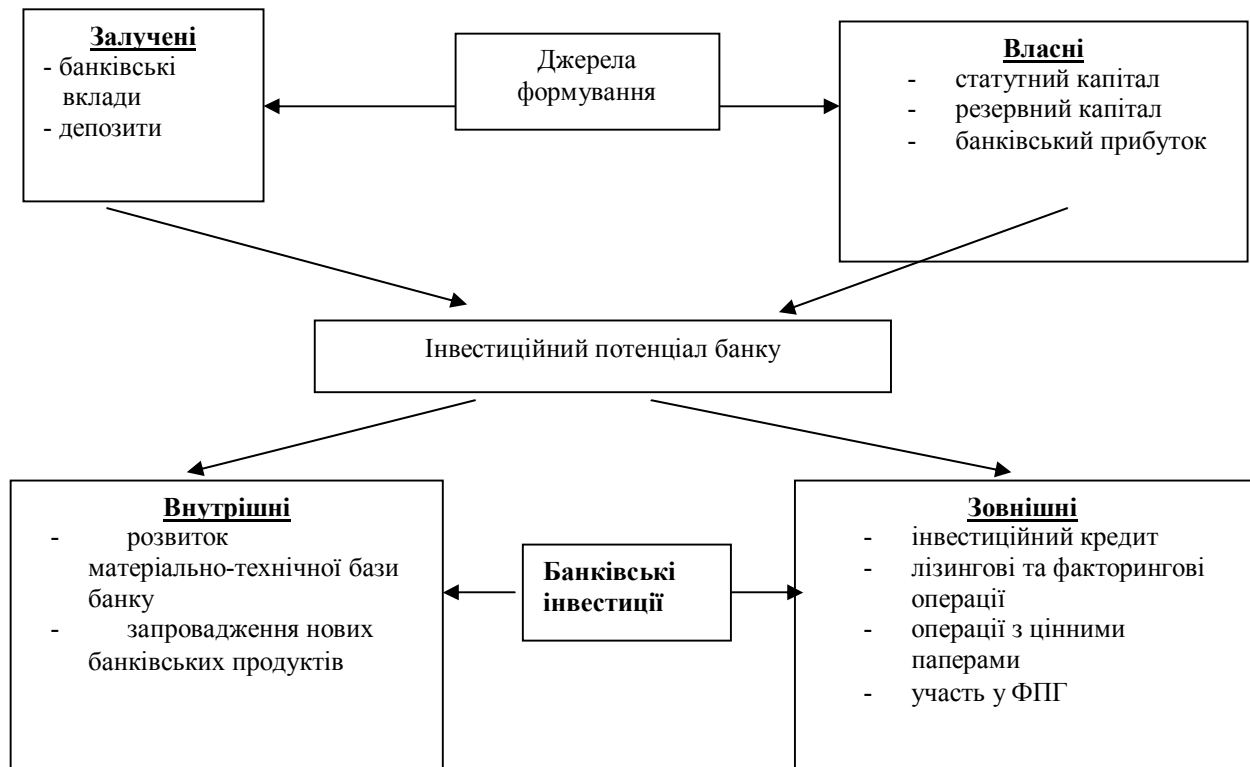 Залучені
- банківські
вклади
- депозити
Джерела
формування
Власні
- статутний капітал
- резервний капітал
- банківський прибуток
Інвестиційний потенціал банку
Внутрішні
- розвиток
матеріально-технічної бази
банку
- запровадження нових
банківських продуктів
Банківські
інвестиції
Зовнішні
- інвестиційний кредит
- лізингові та факторингові
операції
- операції з цінними
паперами
- участь у ФПГ